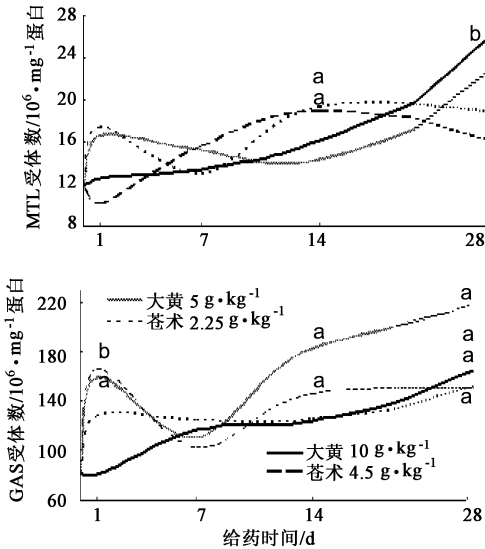 MTL受体数/10⁶·mg⁻¹蛋白
28
24
20
16
12
8
b
a
a
1 7 14 28
GAS受体数/10⁶·mg⁻¹蛋白
220
180
140
100
60
大黄 5 g·kg⁻¹
苍术 2.25 g·kg⁻¹
a
a
b
a
a
a
a
大黄 10 g·kg⁻¹
苍术 4.5 g·kg⁻¹
1 7 14 28
给药时间/d